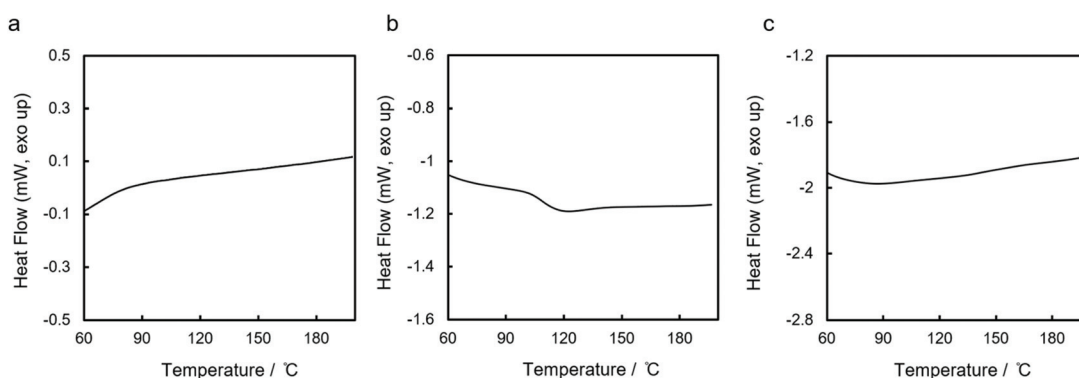 a
Heat Flow (mW, exo up)
0.5
0.3
0.1
-0.1
-0.3
-0.5
60 90 120 150 180
Temperature / ℃
b
Heat Flow (mW, exo up)
-0.6
-0.8
-1
-1.2
-1.4
-1.6
60 90 120 150 180
Temperature / ℃
c
Heat Flow (mW, exo up)
-1.2
-1.6
-2
-2.4
-2.8
60 90 120 150 180
Temperature / ℃